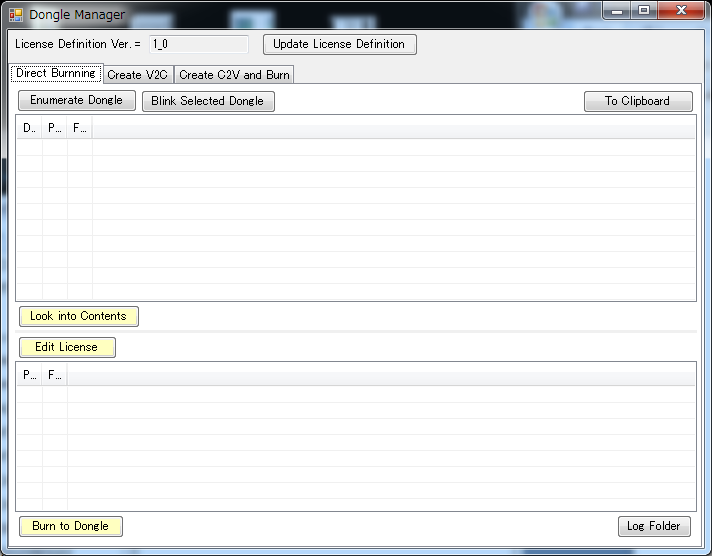 Dongle Manager
License Definition Ver. = 1_0 Update License Definition
Direct Burnning Create V2C Create C2V and Burn
Enumerate Dongle Blink Selected Dongle To Clipboard
D.. P... F...
Look into Contents
Edit License
P... F...
Burn to Dongle Log Folder